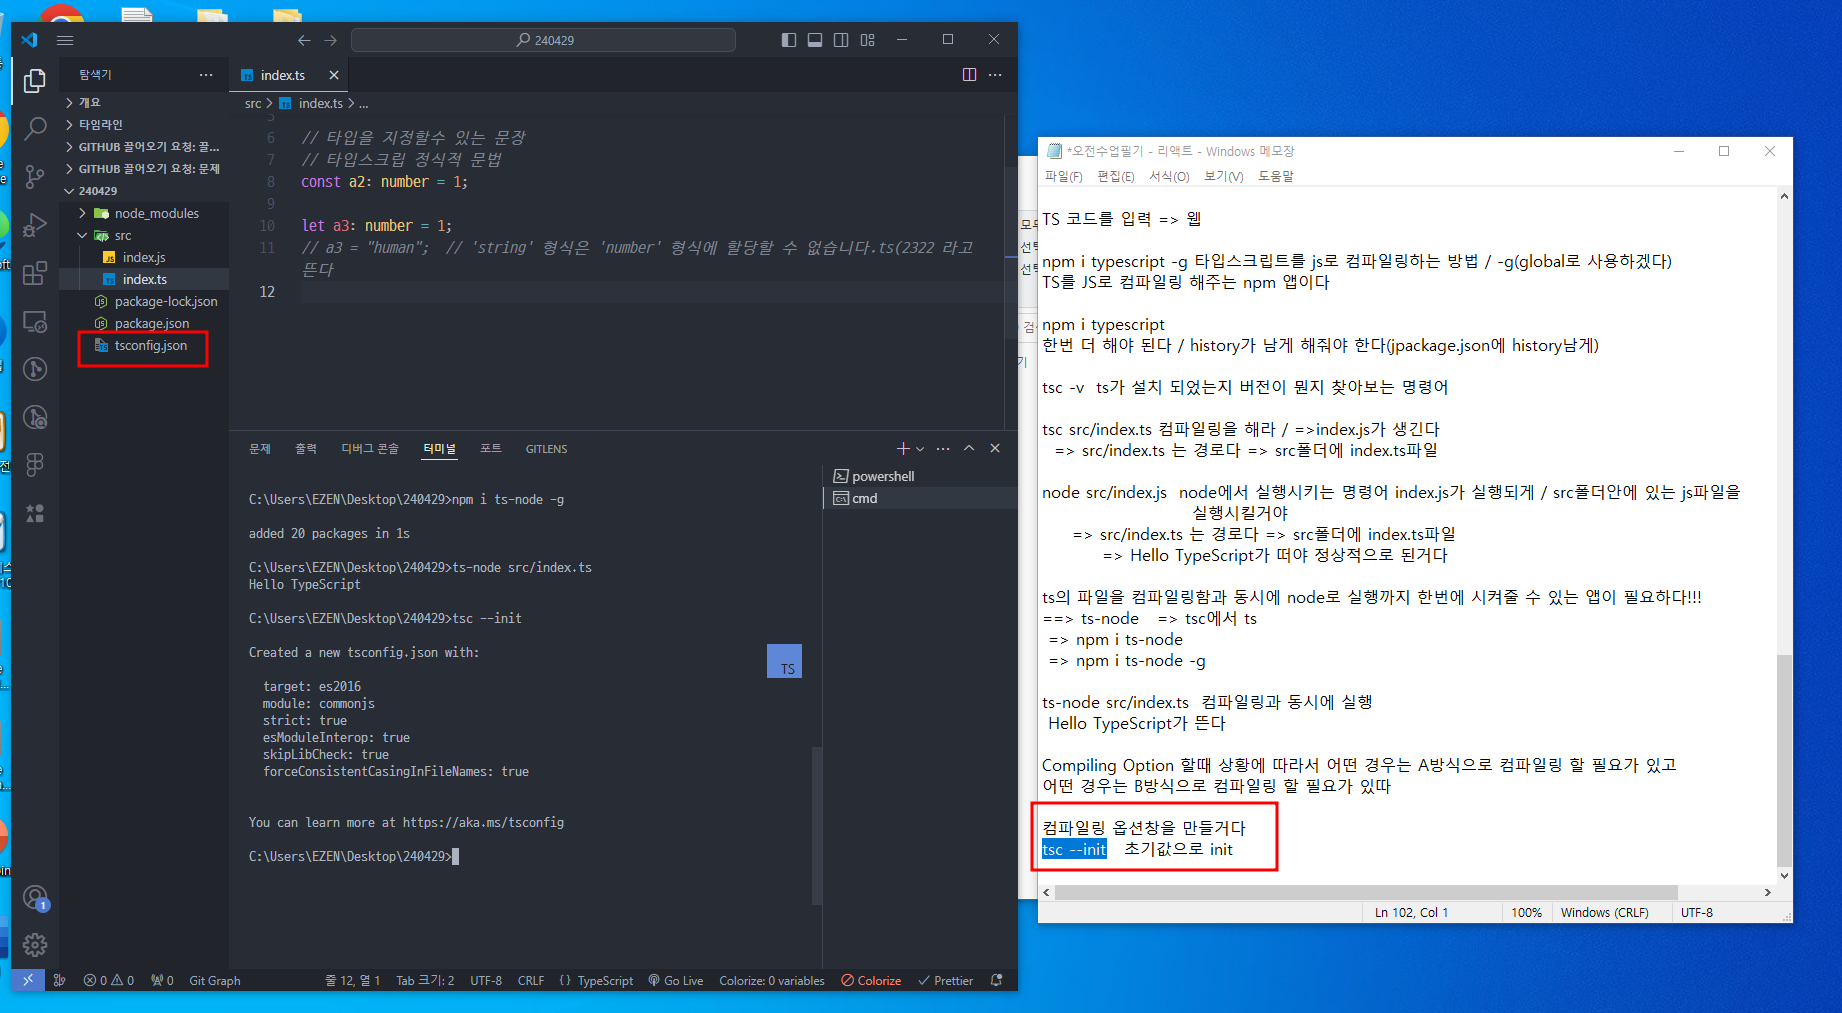 240429
탐색기
개요
타임라인
GITHUB 끌어오기 요청: 끌...
GITHUB 끌어오기 요청: 문제
240429
node_modules
src
index.js
index.ts
package-lock.json
package.json
tsconfig.json
index.ts
src > index.ts > ...
5
6 // 타입을 지정할수 있는 문장
7 // 타입스크립 정식적 문법
8 const a2: number = 1;
9
10 let a3: number = 1;
11 // a3 = "human"; // 'string' 형식은 'number' 형식에 할당할 수 없습니다.ts(2322 라고
뜬다
12
문제 출력 디버그 콘솔 터미널 포트 GITLENS
powershell
cmd
C:\Users\EZEN\Desktop\240429>npm i ts-node -g
added 20 packages in 1s
C:\Users\EZEN\Desktop\240429>ts-node src/index.ts
Hello TypeScript
C:\Users\EZEN\Desktop\240429>tsc --init
Created a new tsconfig.json with:
TS
target: es2016
module: commonjs
strict: true
esModuleInterop: true
skipLibCheck: true
forceConsistentCasingInFileNames: true
You can learn more at https://aka.ms/tsconfig
C:\Users\EZEN\Desktop\240429>
1
0 0 0 Git Graph 줄 12, 열 1 Tab 크기: 2 UTF-8 CRLF {} TypeScript Go Live Colorize: 0 variables Colorize Prettier
*오전수업필기 - 리액트 - Windows 메모장
파일(F) 편집(E) 서식(O) 보기(V) 도움말
TS 코드를 입력 => 웹
npm i typescript -g 타입스크립트를 js로 컴파일링하는 방법 / -g(global로 사용하겠다)
TS를 JS로 컴파일링 해주는 npm 앱이다
npm i typescript
한번 더 해야 된다 / history가 남게 해줘야 한다(jpackage.json에 history남게)
tsc -v ts가 설치 되었는지 버전이 뭔지 찾아보는 명령어
tsc src/index.ts 컴파일링을 해라 / =>index.js가 생긴다
=> src/index.ts 는 경로다 => src폴더에 index.ts파일
node src/index.js node에서 실행시키는 명령어 index.js가 실행되게 / src폴더안에 있는 js파일을
실행시킬거야
=> src/index.ts 는 경로다 => src폴더에 index.ts파일
=> Hello TypeScript가 떠야 정상적으로 된거다
ts의 파일을 컴파일링함과 동시에 node로 실행까지 한번에 시켜줄 수 있는 앱이 필요하다!!!
==> ts-node => tsc에서 ts
=> npm i ts-node
=> npm i ts-node -g
ts-node src/index.ts 컴파일링과 동시에 실행
Hello TypeScript가 뜬다
Compiling Option 할때 상황에 따라서 어떤 경우는 A방식으로 컴파일링 할 필요가 있고
어떤 경우는 B방식으로 컴파일링 할 필요가 있따
컴파일링 옵션창을 만들거다
tsc --init 초기값으로 init
Ln 102, Col 1 100% Windows (CRLF) UTF-8